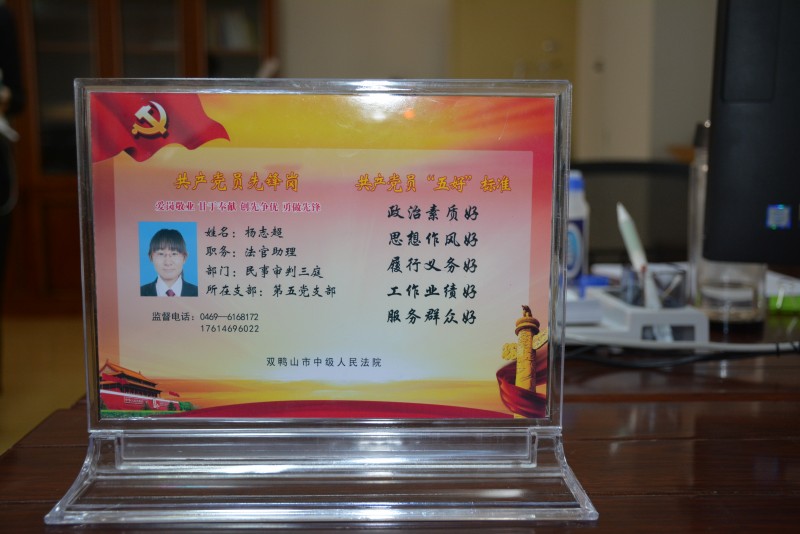 共产党员先锋岗
爱岗敬业 甘于奉献 创先争优 勇做先锋
姓名：杨志超
职务：法官助理
部门：民事审判三庭
所在支部：第五党支部
监督电话：0469—6168172
17614696022
共产党员“五好”标准
政治素质好
思想作风好
履行义务好
工作业绩好
服务群众好
双鸭山市中级人民法院